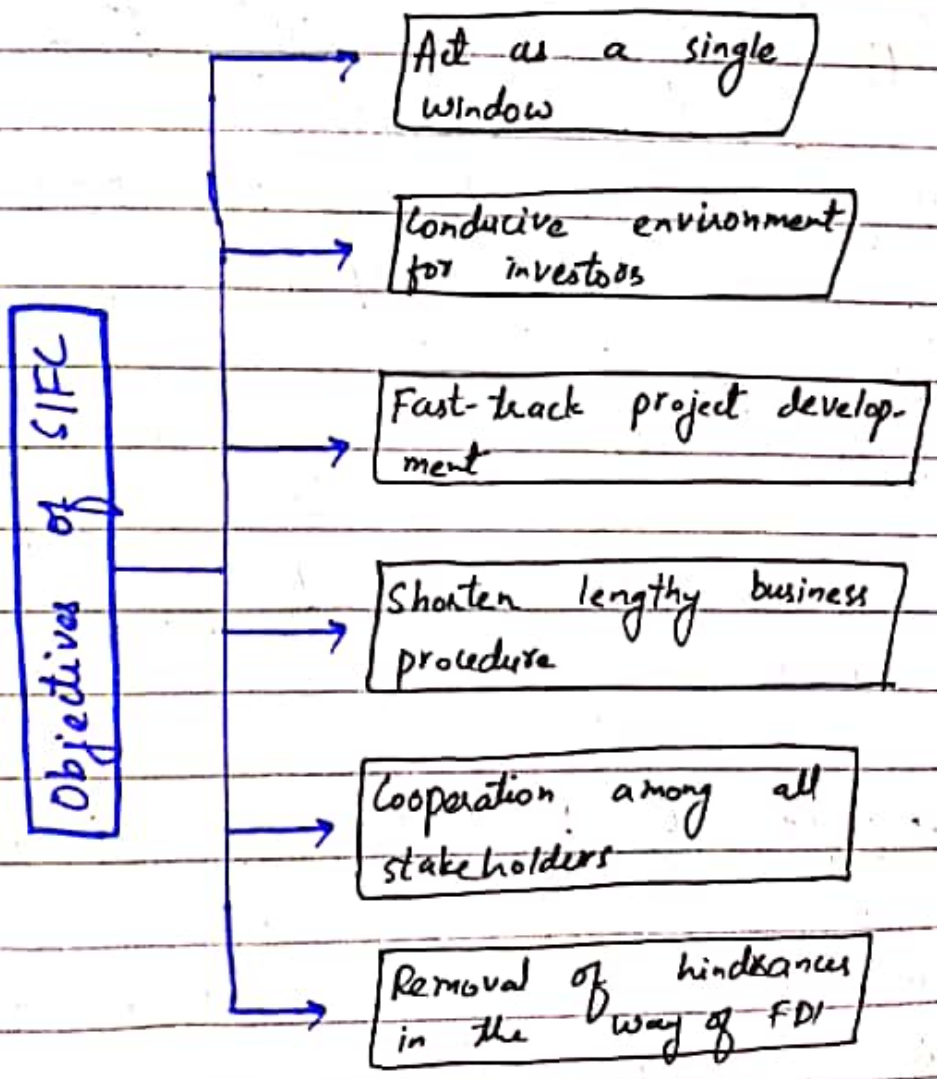 Objectives of SIFC
Act as a single
window
Conducive environment
for investors
Fast-track project develop-
ment
Shorten lengthy business
procedure
Cooperation among all
stakeholders
Removal of hindrances
in the way of FDI